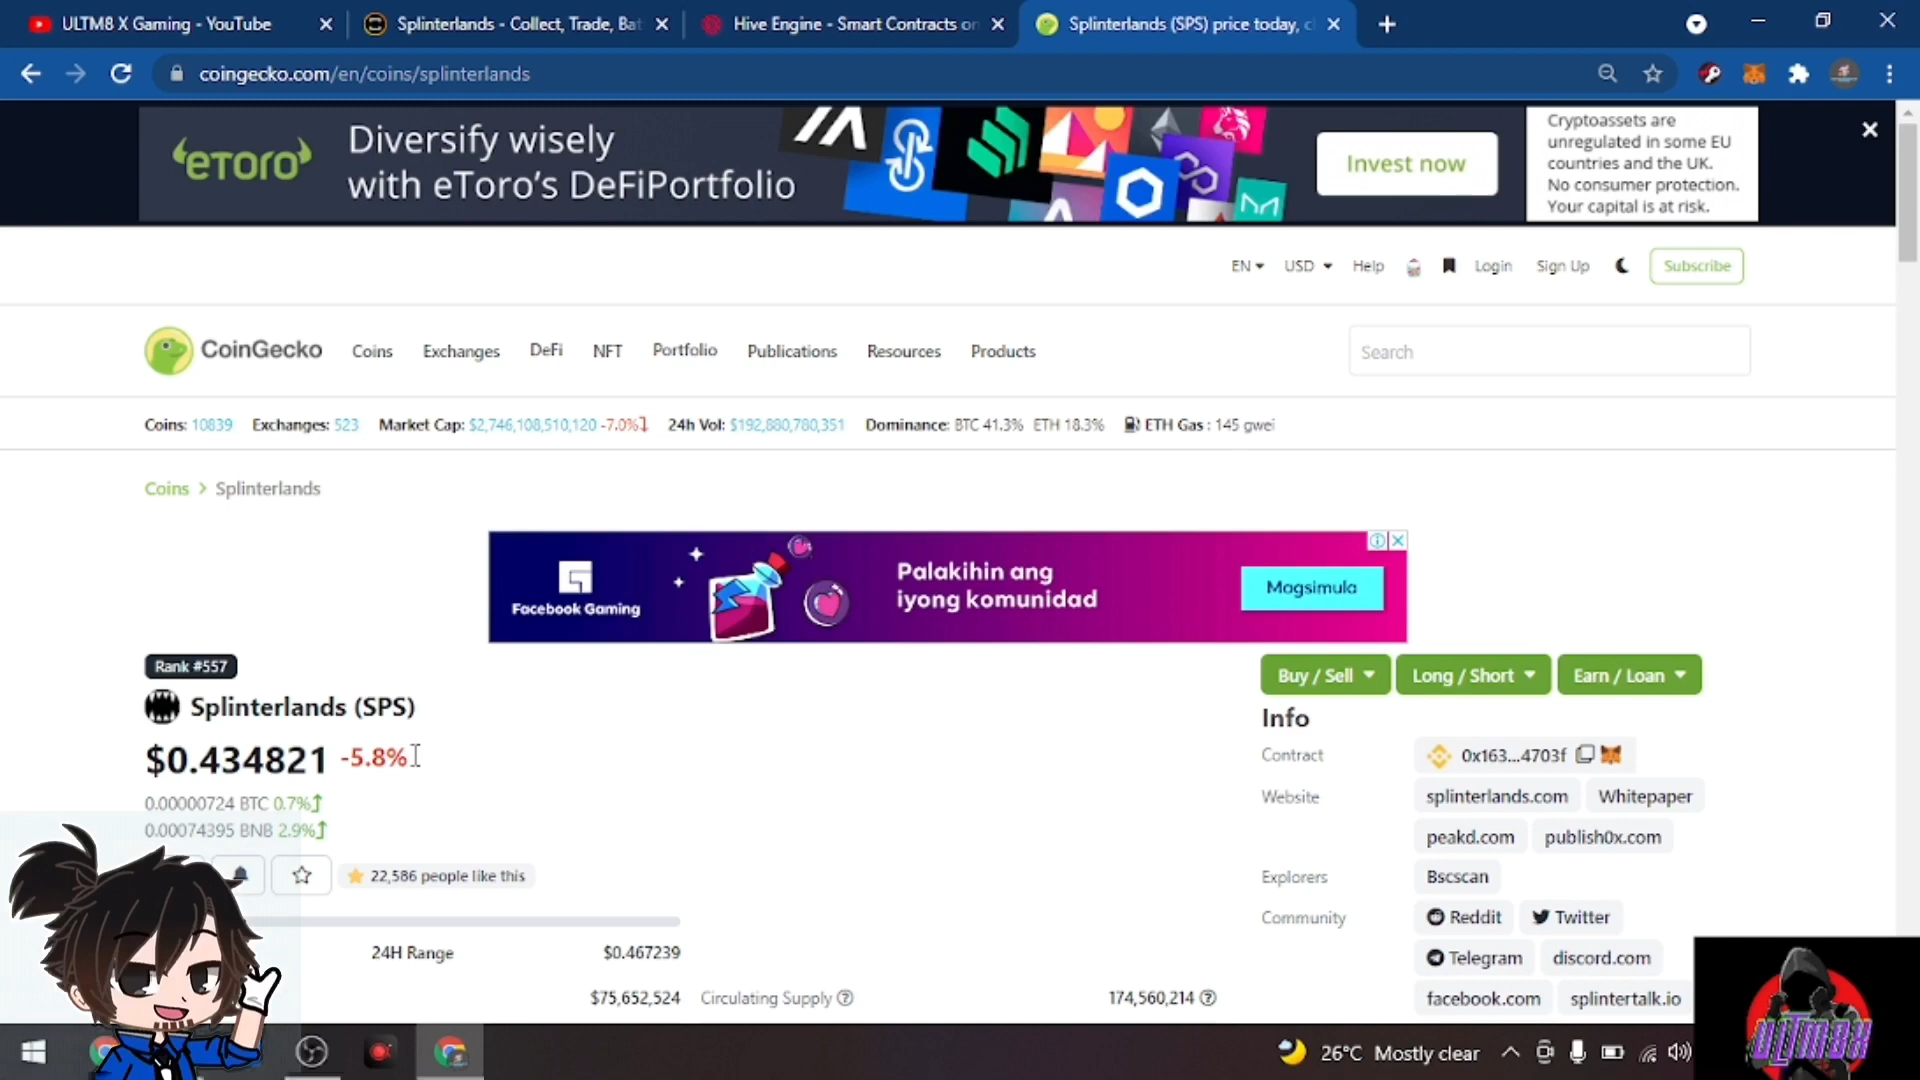 ULTM8 X Gaming - YouTube
Splinterlands - Collect, Trade, Bat
Hive Engine - Smart Contracts on
Splinterlands (SPS) price today, c
coingecko.com/en/coins/splinterlands
eToro
Diversify wisely
with eToro's DeFiPortfolio
Invest now
Cryptoassets are
unregulated in some EU
countries and the UK.
No consumer protection.
Your capital is at risk.
EN USD Help Login Sign Up Subscribe
CoinGecko Coins Exchanges DeFi NFT Portfolio Publications Resources Products Search
Coins: 10839 Exchanges: 523 Market Cap: $2,746,108,510,120 -7.0% 24h Vol: $192,880,780,351 Dominance: BTC 41.3% ETH 18.3% ETH Gas : 145 gwei
Coins > Splinterlands
Facebook Gaming
Palakihin ang
iyong komunidad
Magsimula
Rank #557
Splinterlands (SPS)
$0.434821 -5.8%
0.00000724 BTC 0.7%
0.00074395 BNB 2.9%
22,586 people like this
24H Range $0.467239
$75,652,524 Circulating Supply 174,560,214
Buy / Sell Long / Short Earn / Loan
Info
Contract 0x163...4703f
Website splinterlands.com Whitepaper
peakd.com publish0x.com
Explorers Bscscan
Community Reddit Twitter
Telegram discord.com
facebook.com splintertalk.io
26°C Mostly clear
ULTM8X